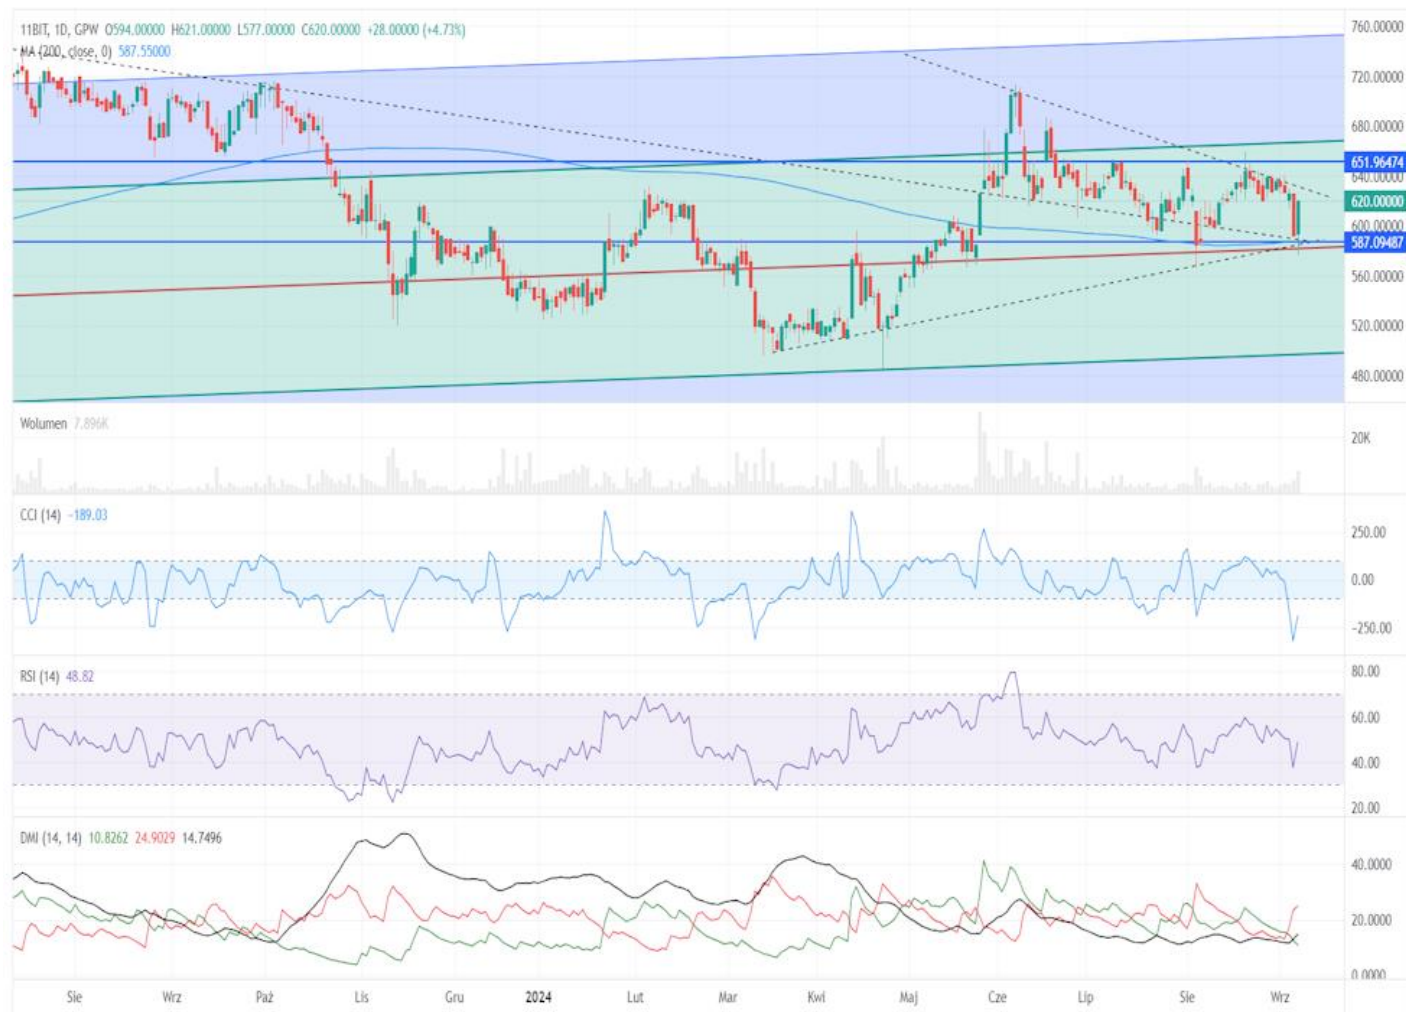 11BIT, 1D, GPW O594.00000 H621.00000 L577.00000 C620.00000 +28.00000 (+4.73%)
MA (200, close, 0) 587.55000
760.00000
720.00000
680.00000
651.96474
640.00000
620.00000
600.00000
587.09487
560.00000
520.00000
480.00000
Wolumen 7.896K
20K
CCI (14) −189.03
250.00
0.00
−250.00
RSI (14) 48.82
80.00
60.00
40.00
20.00
DMI (14, 14) 10.8262 24.9029 14.7496
40.0000
20.0000
0.0000
Sie Wrz Paź Lis Gru 2024 Lut Mar Kwi Maj Cze Lip Sie Wrz